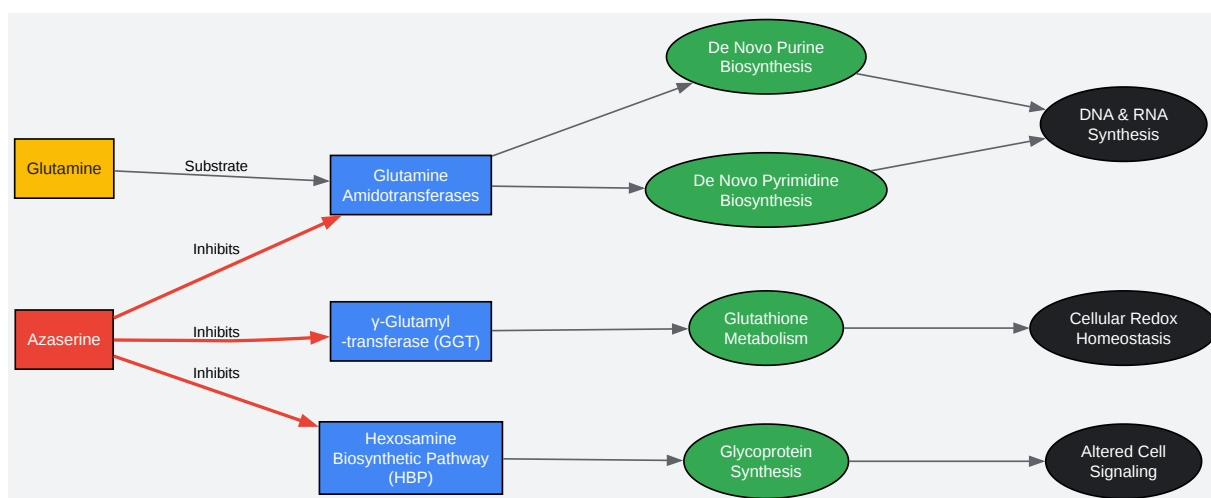 De Novo Purine
Biosynthesis
DNA & RNA
Synthesis
Glutamine
Substrate
Glutamine
Amidotransferases
De Novo Pyrimidine
Biosynthesis
Inhibits
Azaserine
Inhibits
γ-Glutamyl
-transferase (GGT)
Glutathione
Metabolism
Cellular Redox
Homeostasis
Inhibits
Hexosamine
Biosynthetic Pathway
(HBP)
Glycoprotein
Synthesis
Altered Cell
Signaling